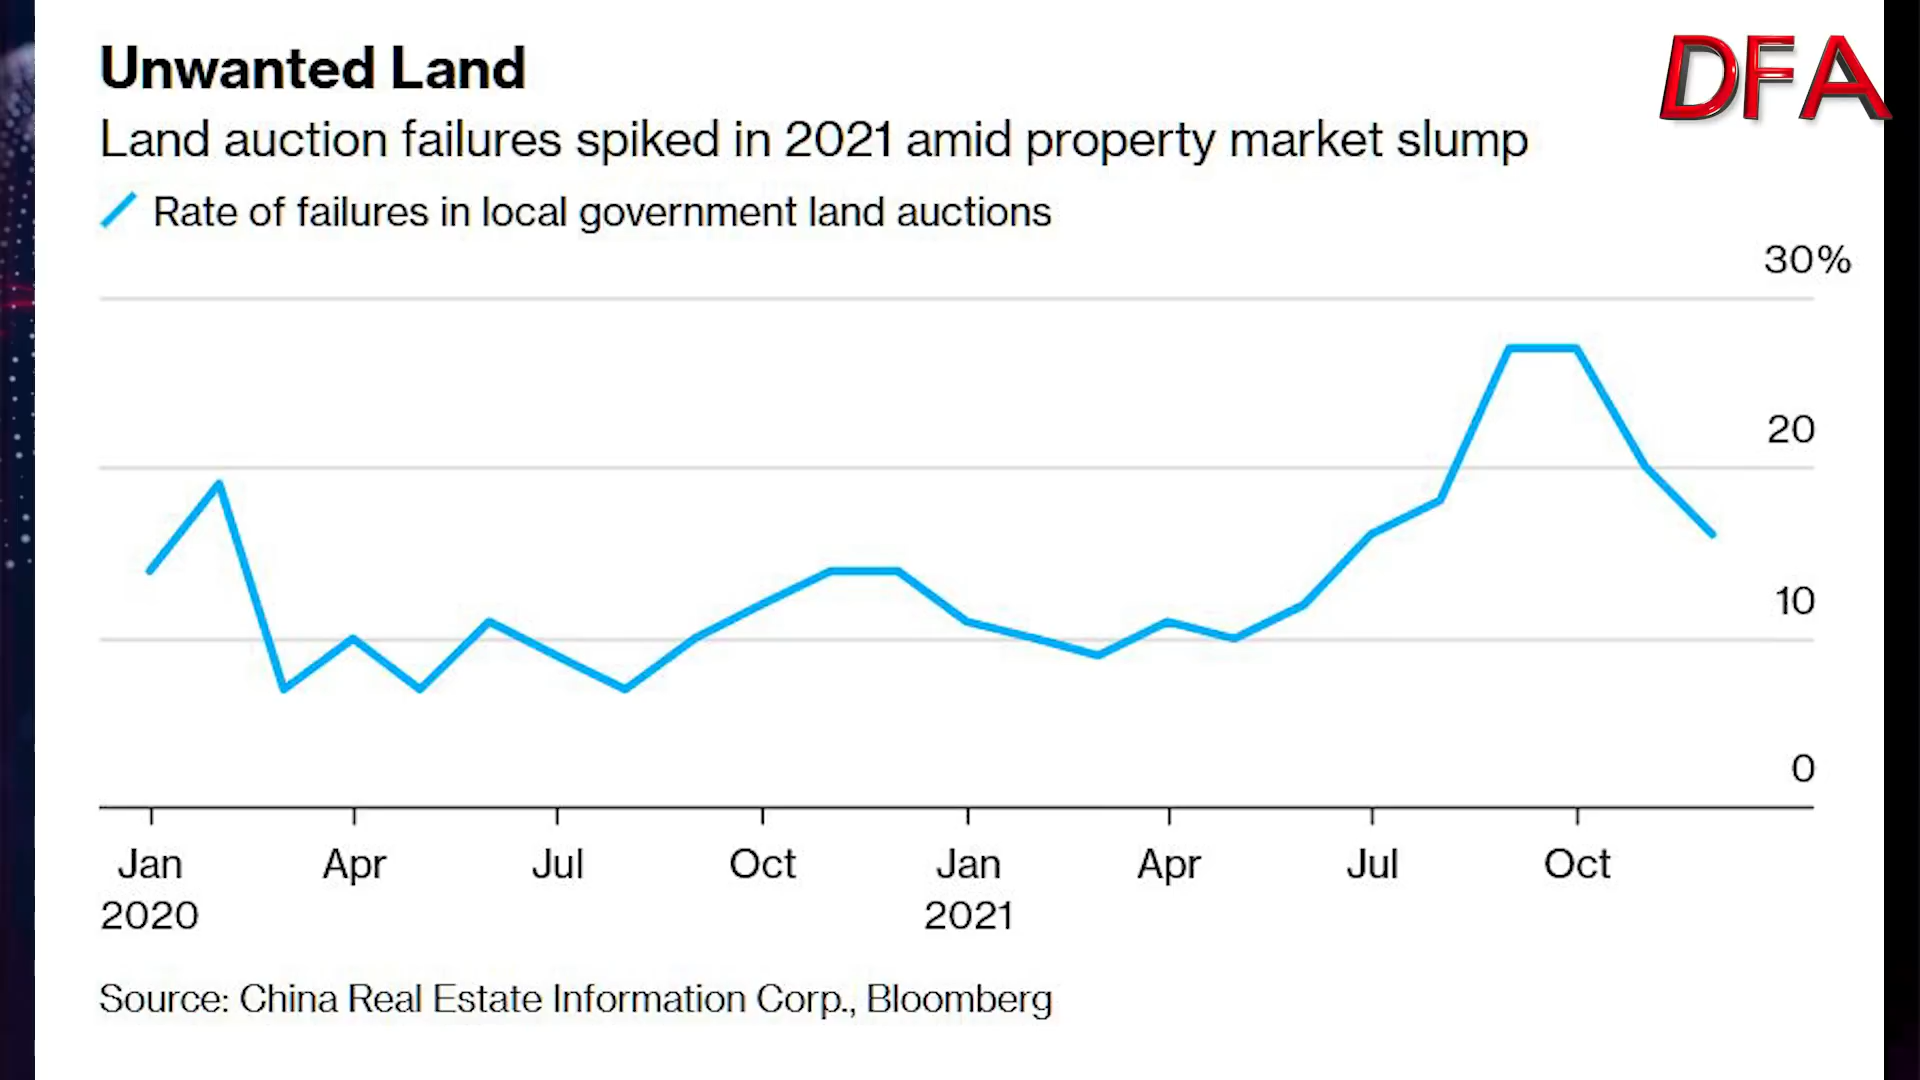 DFA
Unwanted Land
Land auction failures spiked in 2021 amid property market slump
Rate of failures in local government land auctions
30%
20
10
0
Jan Apr Jul Oct Jan Apr Jul Oct
2020 2021
Source: China Real Estate Information Corp., Bloomberg